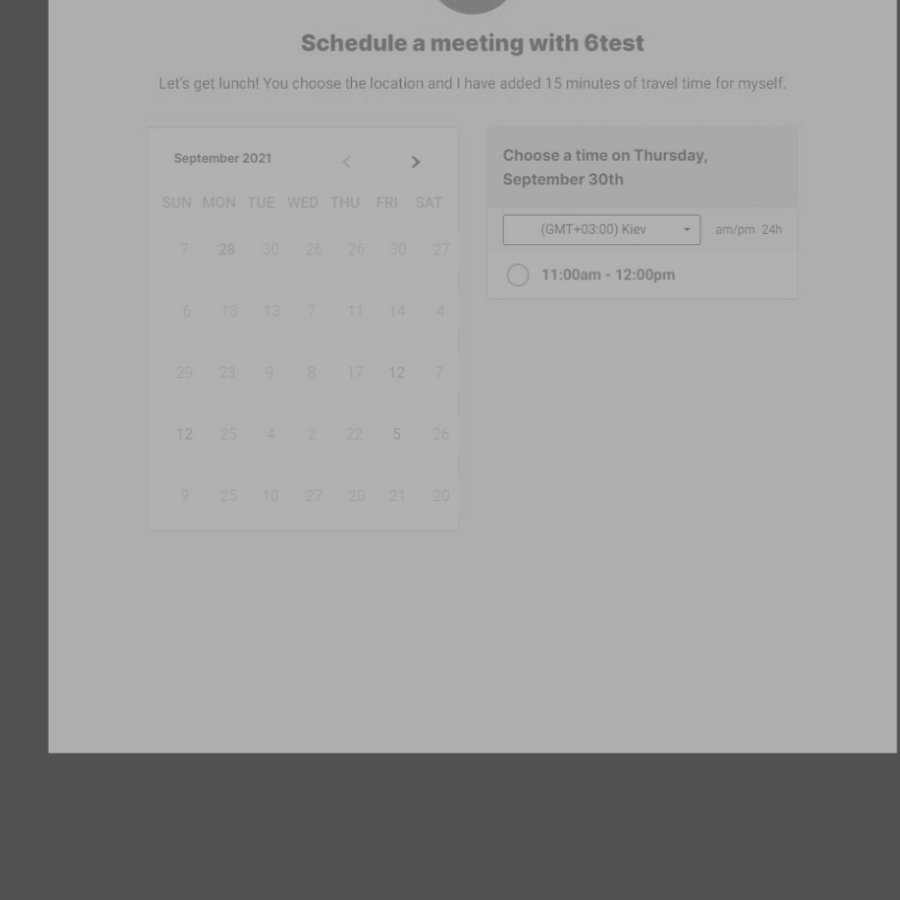 Schedule a meeting with 6test
Let's get lunch! You choose the location and I have added 15 minutes of travel time for myself.
September 2021
SUN MON TUE WED THU FRI SAT
7 28 30 26 26 30 27
6 13 13 7 11 14 4
29 23 9 8 17 12 7
12 25 4 2 22 5 26
9 25 10 27 20 21 20
Choose a time on Thursday,
September 30th
(GMT+03:00) Kiev am/pm 24h
11:00am - 12:00pm